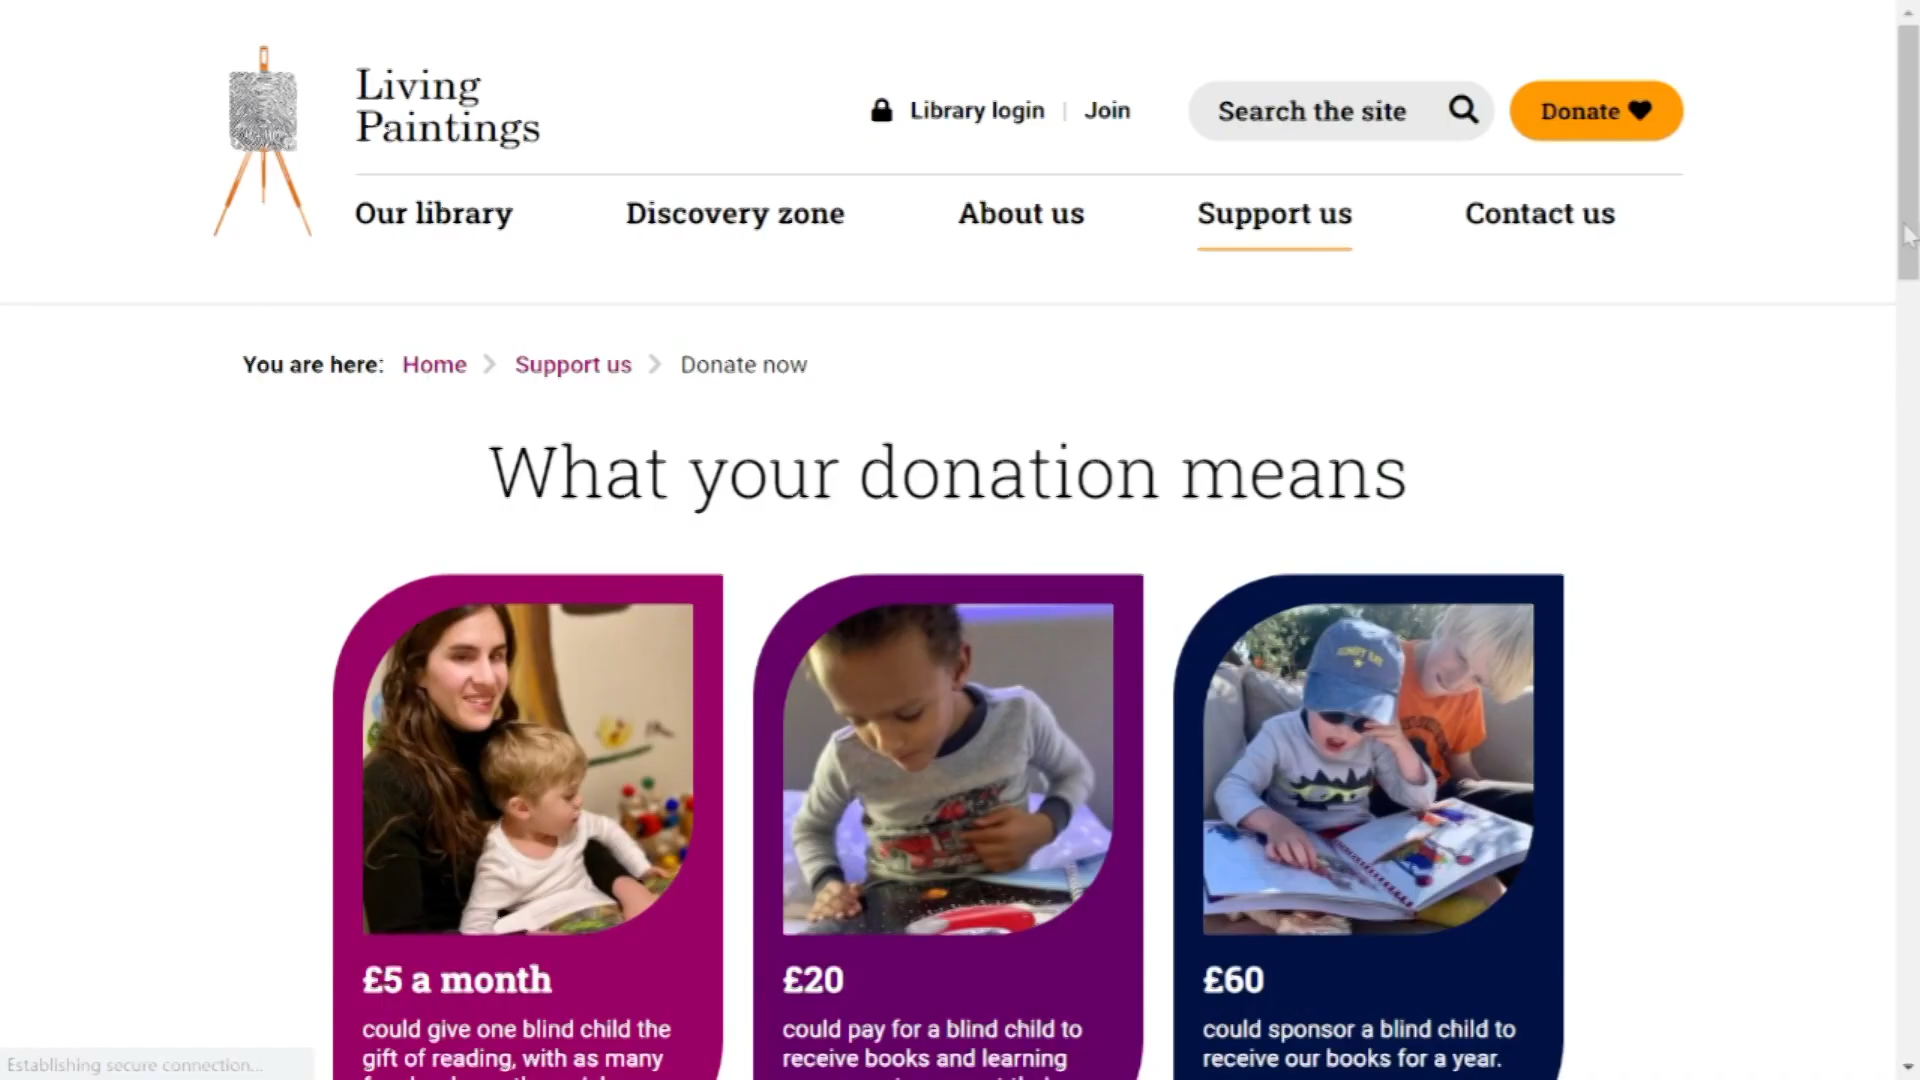 Living
Paintings
Library login | Join
Search the site
Donate
Our library
Discovery zone
About us
Support us
Contact us
You are here: Home Support us Donate now
What your donation means
£5 a month
could give one blind child the
gift of reading, with as many
£20
could pay for a blind child to
receive books and learning
£60
could sponsor a blind child to
receive our books for a year.
Establishing secure connection...